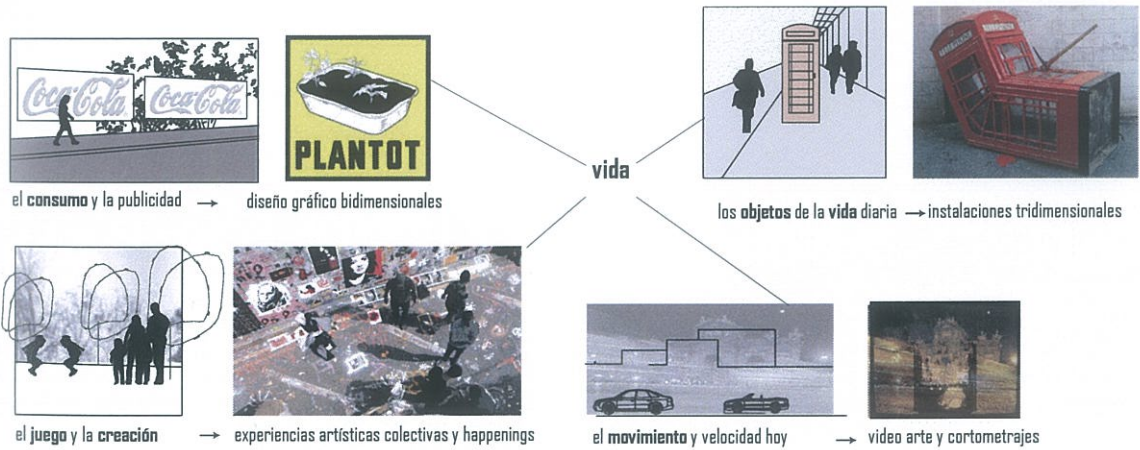 Coca-Cola Coca-Cola
PLANTOT
el consumo y la publicidad → diseño gráfico bidimensionales
vida
los objetos de la vida diaria → instalaciones tridimensionales
el juego y la creación → experiencias artísticas colectivas y happenings
el movimiento y velocidad hoy → video arte y cortometrajes